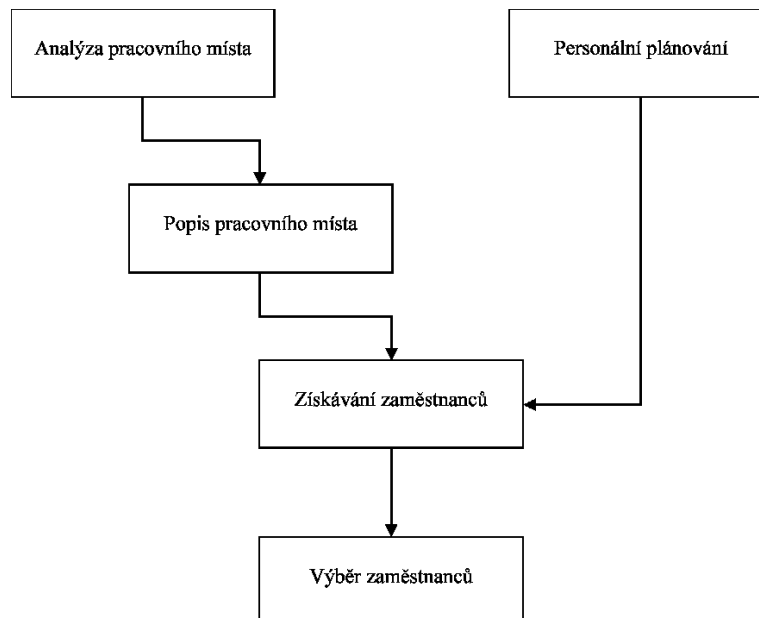 Analýza pracovního místa
Personální plánování
Popis pracovního místa
Získávání zaměstnanců
Výběr zaměstnanců